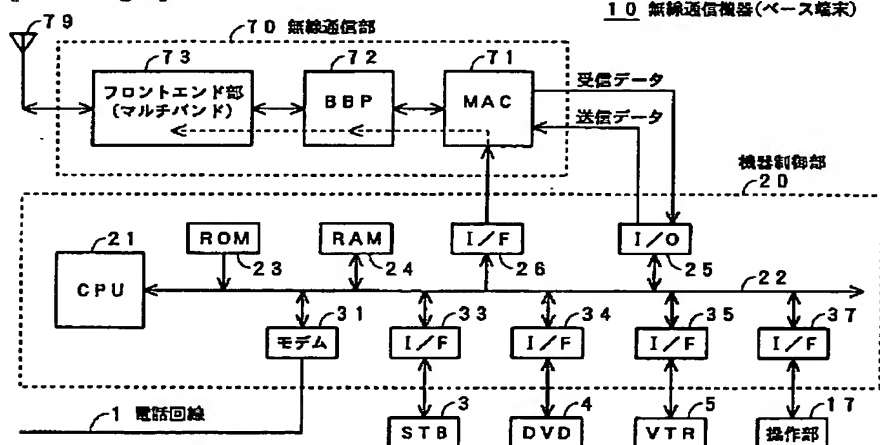 10 無線通信機器(ベース端末)
79
70 無線通信部
73
72
71
フロントエンド部
(マルチバンド)
BBP
MAC
受信データ
送信データ
機器制御部
20
21
CPU
ROM
23
RAM
24
I/F
26
I/O
25
22
31
モデム
33
I/F
34
I/F
35
I/F
37
I/F
1 電話回線
3
STB
4
DVD
5
VTR
17
操作部